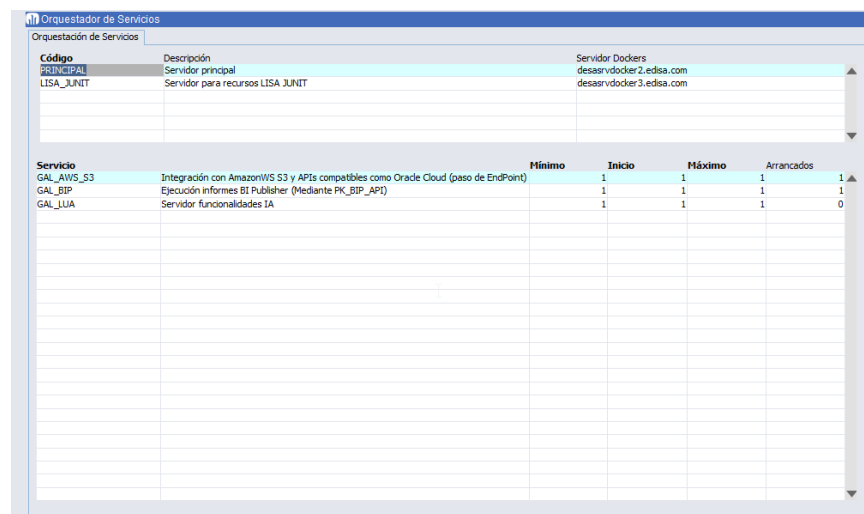 Orquestador de Servicios
Orquestación de Servicios
Código Descripción Servidor Dockers
PRINCIPAL Servidor principal desasrvdocker2.edisa.com
LISA_JUNIT Servidor para recursos LISA JUNIT desasrvdocker3.edisa.com
Servicio Mínimo Inicio Máximo Arrancados
GAL_AWS_S3 Integración con AmazonWS S3 y APIs compatibles como Oracle Cloud (paso de EndPoint) 1 1 1 1
GAL_BIP Ejecución informes BI Publisher (Mediante PK_BIP_API) 1 1 1 1
GAL_LUA Servidor funcionalidades IA 1 1 1 0